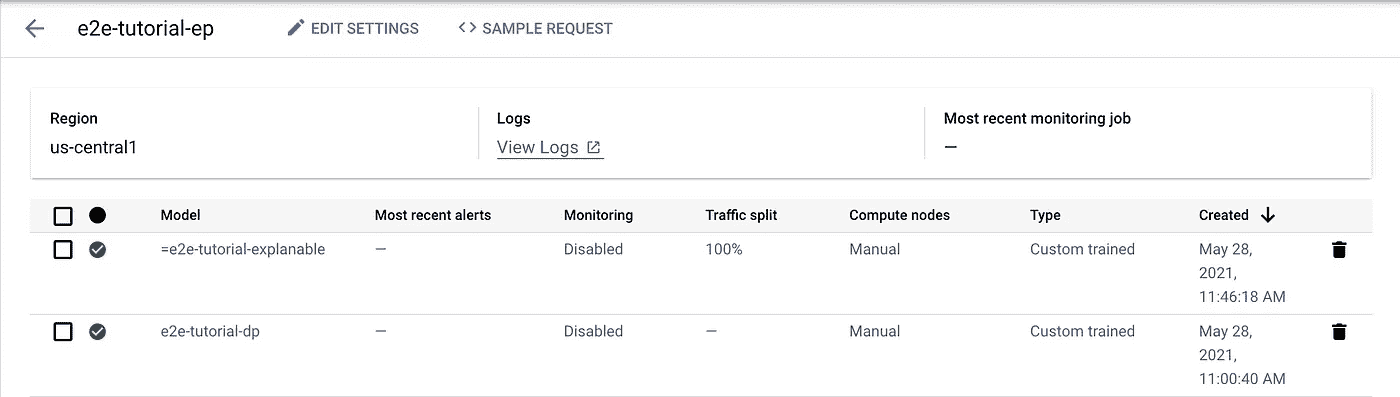 e2e-tutorial-ep EDIT SETTINGS <> SAMPLE REQUEST
Region Logs Most recent monitoring job
us-central1 View Logs —
Model Most recent alerts Monitoring Traffic split Compute nodes Type Created
=e2e-tutorial-explanable — Disabled 100% Manual Custom trained May 28,
2021,
11:46:18 AM
e2e-tutorial-dp — Disabled — Manual Custom trained May 28,
2021,
11:00:40 AM